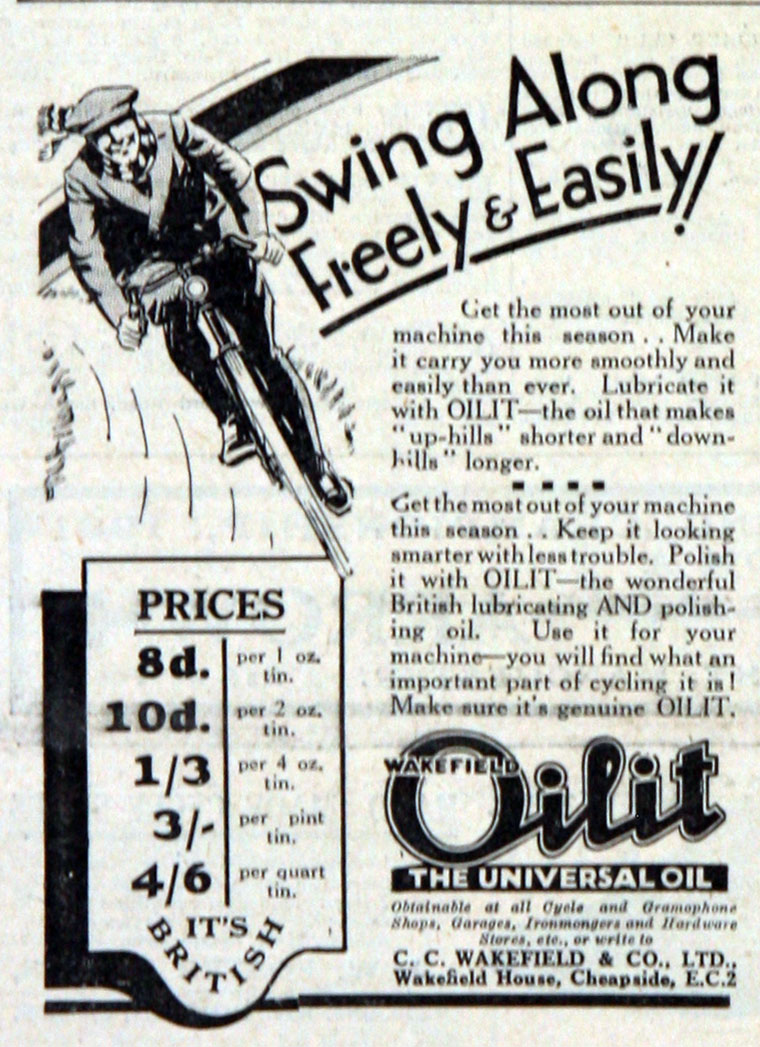 Swing Along
Freely & Easily!
Get the most out of your
machine this season . . Make
it carry you more smoothly and
easily than ever. Lubricate it
with OILIT—the oil that makes
"up-hills" shorter and "down-
hills" longer.
Get the most out of your machine
this season . . Keep it looking
smarter with less trouble. Polish
it with OILIT—the wonderful
British lubricating AND polish-
ing oil. Use it for your
machine—you will find what an
important part of cycling it is!
Make sure it's genuine OILIT.
PRICES
8d. per 1 oz. tin.
10d. per 2 oz. tin.
1/3 per 4 oz. tin.
3/- per pint tin.
4/6 per quart tin.
IT'S
BRITISH
WAKEFIELD
Oilit
THE UNIVERSAL OIL
Obtainable at all Cycle and Gramophone
Shops, Garages, Ironmongers and Hardware
Stores, etc., or write to
C. C. WAKEFIELD & CO., LTD.,
Wakefield House, Cheapside, E.C.2